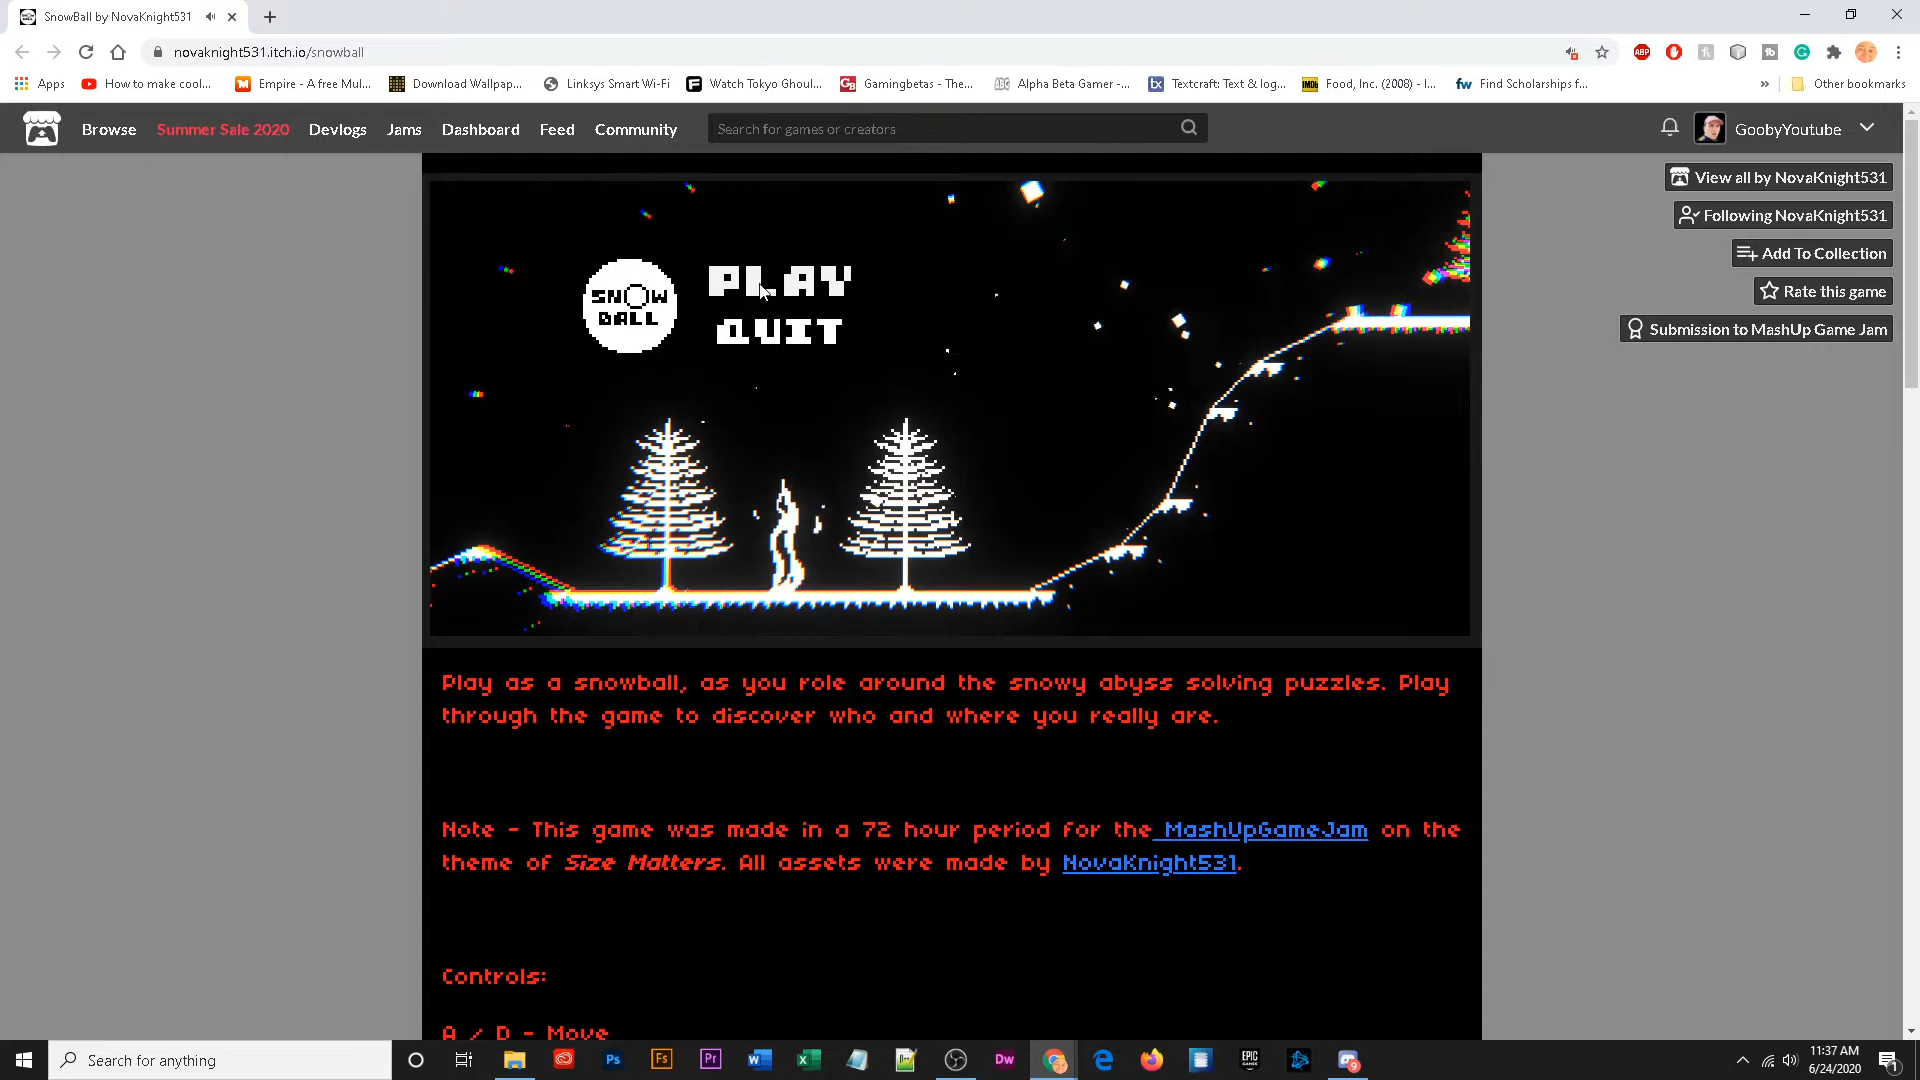 SnowBall by NovaKnight531
novaknight531.itch.io/snowball
Apps How to make cool... Empire - A free Mul... Download Wallpap... Linksys Smart Wi-Fi Watch Tokyo Ghoul... Gamingbetas - The... Alpha Beta Gamer -... Textcraft: Text & log... Food, Inc. (2008) - I... Find Scholarships f... » Other bookmarks
Browse Summer Sale 2020 Devlogs Jams Dashboard Feed Community Search for games or creators GoobyYoutube
View all by NovaKnight531
Following NovaKnight531
Add To Collection
Rate this game
Submission to MashUp Game Jam
SNOW
BALL
PLAY
QUIT
Play as a snowball, as you role around the snowy abyss solving puzzles. Play
through the game to discover who and where you really are.
Note - This game was made in a 72 hour period for the MashUpGameJam on the
theme of Size Matters. All assets were made by NovaKnight531.
Controls:
A / D - Move
Search for anything
11:37 AM
6/24/2020